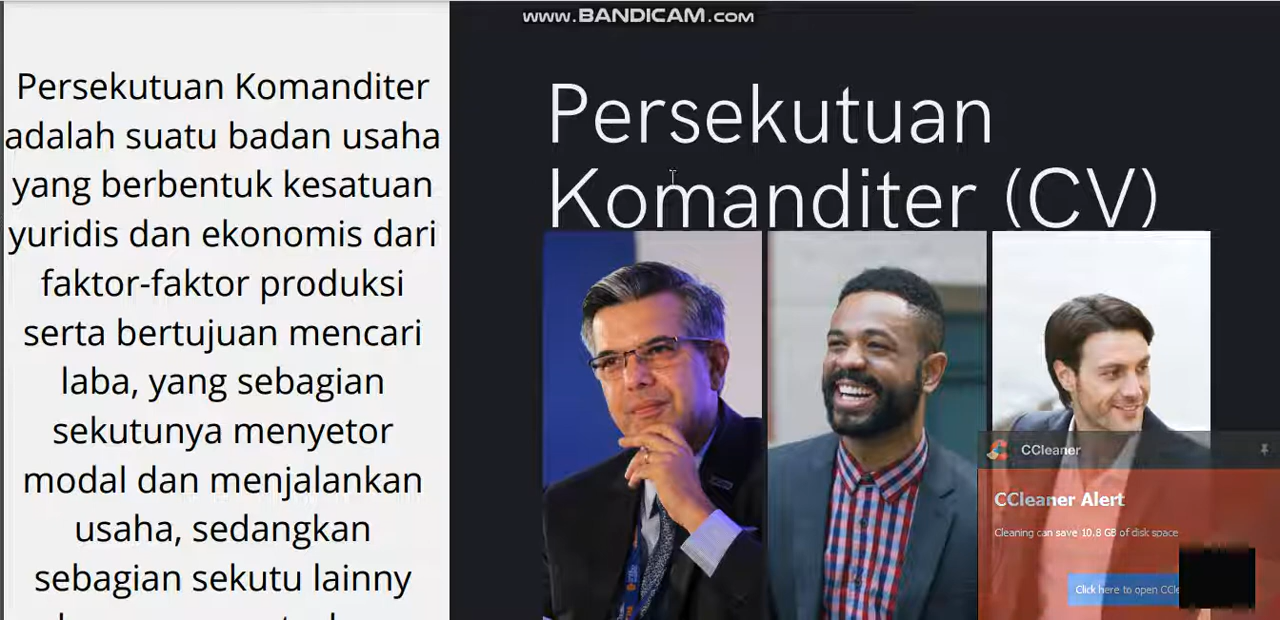 www.BANDICAM.com
Persekutuan Komanditer
adalah suatu badan usaha
yang berbentuk kesatuan
yuridis dan ekonomis dari
faktor-faktor produksi
serta bertujuan mencari
laba, yang sebagian
sekutunya menyetor
modal dan menjalankan
usaha, sedangkan
sebagian sekutu lainny
Persekutuan
Komanditer (CV)
CCleaner
CCleaner Alert
Cleaning can save 10.8 GB of disk space
Click here to open CCle